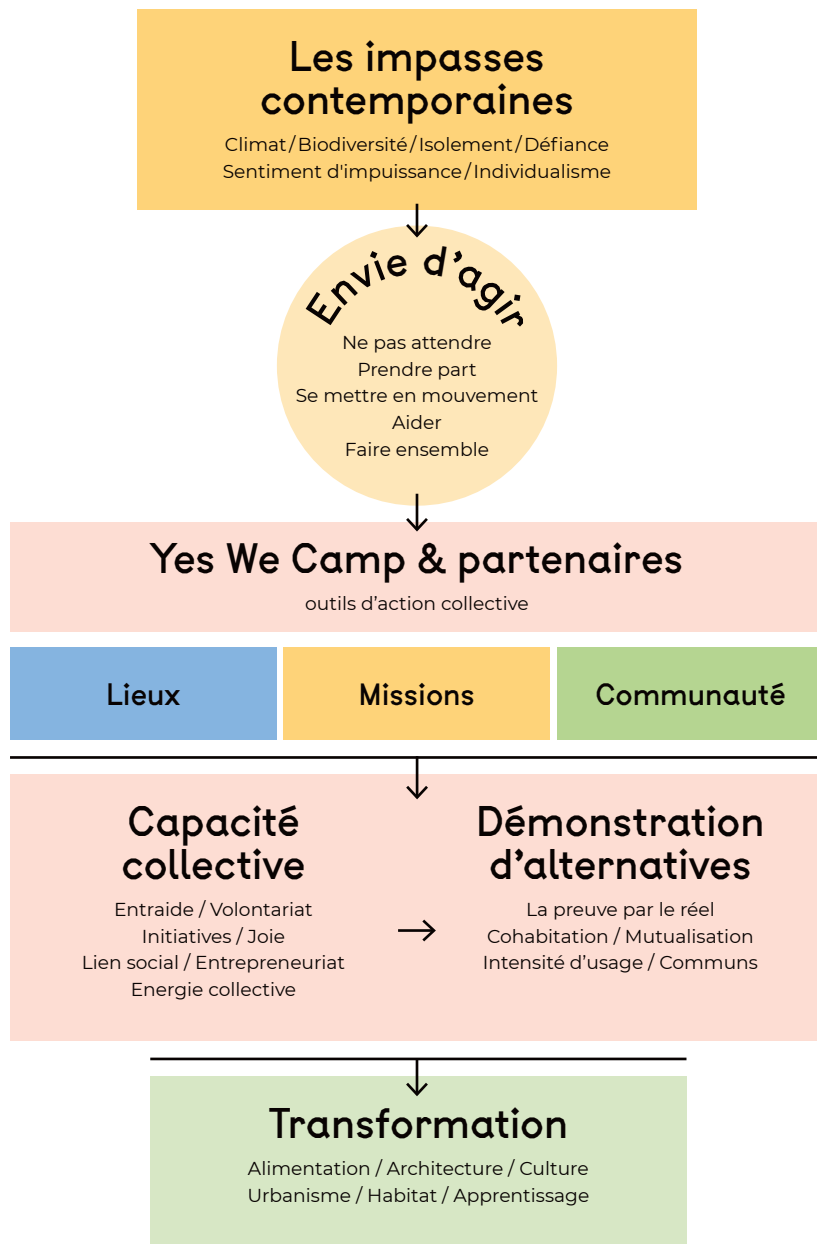 Les impasses
contemporaines
Climat/Biodiversité/Isolement/Défiance
Sentiment d'impuissance/Individualisme
Envie d’agir
Ne pas attendre
Prendre part
Se mettre en mouvement
Aider
Faire ensemble
Yes We Camp & partenaires
outils d’action collective
Lieux
Missions
Communauté
Capacité
collective
Entraide / Volontariat
Initiatives / Joie
Lien social / Entrepreneuriat
Energie collective
Démonstration
d’alternatives
La preuve par le réel
Cohabitation / Mutualisation
Intensité d’usage / Communs
Transformation
Alimentation / Architecture / Culture
Urbanisme / Habitat / Apprentissage